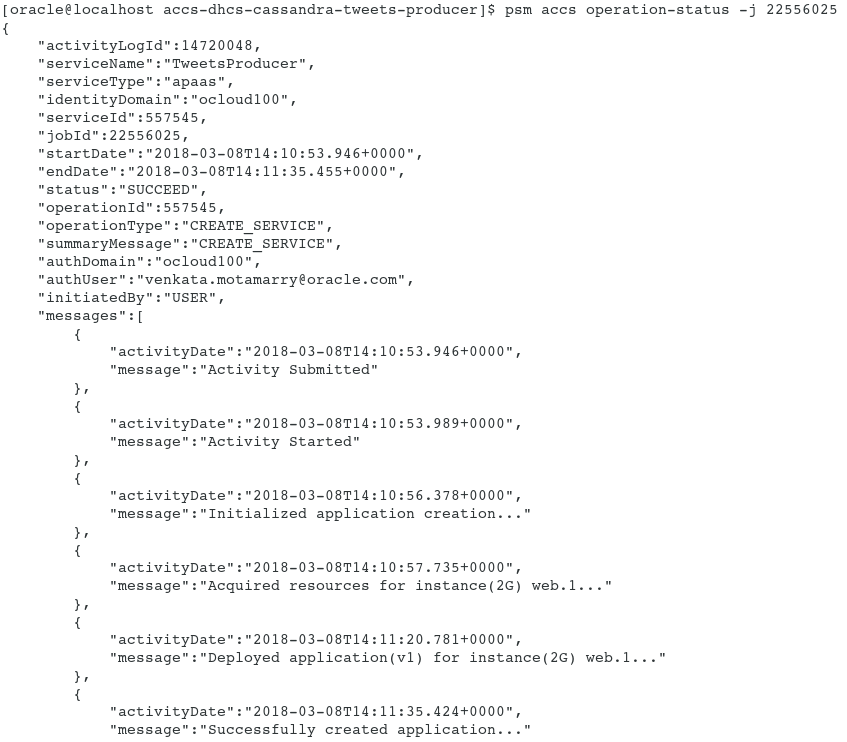 [oracle@localhost accs-dhcs-cassandra-tweets-producer]$ psm accs operation-status -j 22556025
{
    "activityLogId":14720048,
    "serviceName":"TweetsProducer",
    "serviceType":"apaas",
    "identityDomain":"ocloud100",
    "serviceId":557545,
    "jobId":22556025,
    "startDate":"2018-03-08T14:10:53.946+0000",
    "endDate":"2018-03-08T14:11:35.455+0000",
    "status":"SUCCEED",
    "operationId":557545,
    "operationType":"CREATE_SERVICE",
    "summaryMessage":"CREATE_SERVICE",
    "authDomain":"ocloud100",
    "authUser":"venkata.motamarry@oracle.com",
    "initiatedBy":"USER",
    "messages":[
        {
            "activityDate":"2018-03-08T14:10:53.946+0000",
            "message":"Activity Submitted"
        },
        {
            "activityDate":"2018-03-08T14:10:53.989+0000",
            "message":"Activity Started"
        },
        {
            "activityDate":"2018-03-08T14:10:56.378+0000",
            "message":"Initialized application creation..."
        },
        {
            "activityDate":"2018-03-08T14:10:57.735+0000",
            "message":"Acquired resources for instance(2G) web.1..."
        },
        {
            "activityDate":"2018-03-08T14:11:20.781+0000",
            "message":"Deployed application(v1) for instance(2G) web.1..."
        },
        {
            "activityDate":"2018-03-08T14:11:35.424+0000",
            "message":"Successfully created application..."